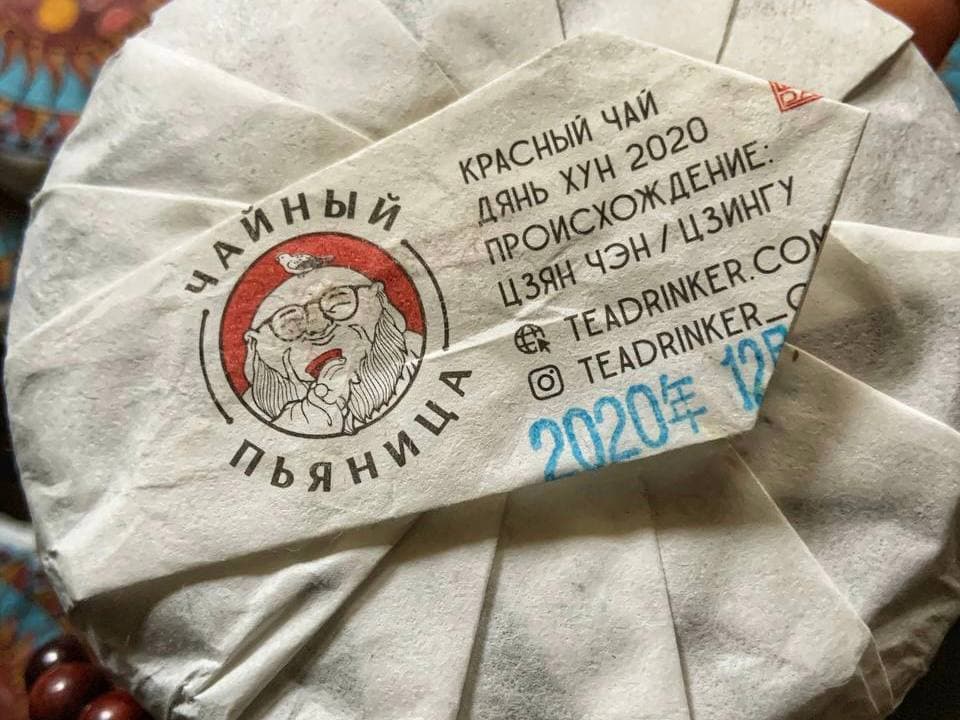 ЧАЙНЫЙ
ПЬЯНИЦА
КРАСНЫЙ ЧАЙ
ДЯНЬ ХУН 2020
ПРОИСХОЖДЕНИЕ:
ЦЗЯН ЧЭН / ЦЗИНГУ
TEADRINKER.COM
TEADRINKER_
2020年 12